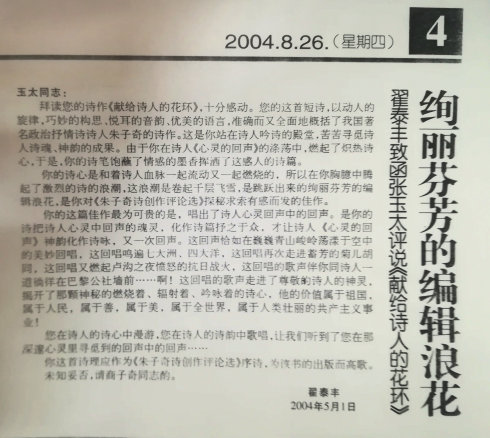 2004.8.26.(星期四)
4
绚丽芬芳的编辑浪花
翟泰丰致函张玉太评说《献给诗人的花环》
玉太同志：
拜读您的诗作《献给诗人的花环》，十分感动。您的这首短诗，以动人的
旋律，巧妙的构思、悦耳的音韵、优美的语言，准确而又全面地概括了我国著
名政治抒情诗诗人朱子奇的诗作。这是你站在诗人吟诗的殿堂，苦苦寻觅诗
人诗魂、神韵的成果。由于你在诗人《心灵的回声》的涤荡中，燃起了炽热诗
心，于是，你的诗笔饱蘸了情感的墨香挥洒了这感人的诗篇。
你的诗心是和着诗人血脉一起流动又一起燃烧的，所以在你胸臆中腾
起了激烈的诗的浪潮，这浪潮是卷起千层飞雪，是跳跃出来的绚丽芬芳的编
辑浪花，是你对《朱子奇诗创作评论选》探秘求素有感而发的佳作。
你的这篇佳作最为可贵的是，唱出了诗人心灵回声中的回声。是你的
诗把诗人心灵中回声的灵魂，化作诗篇抒之于众，才让诗人《心灵的回
声》神韵化作诗咏，又一次回声。这回声恰如在巍巍青山峻岭荡漾于空中
的美妙回唱，这回唱鸣遍七大洲、四大洋，这回唱再次走进馨芳的菊儿胡
同，这回唱又燃起卢沟之夜愤怒的抗日战火，这回唱的歌声伴你同诗人一
道徜徉在巴黎公社墙前……啊！这回唱的歌声走进了尊敬的诗人的神灵，
揭开了那颗神秘的燃烧着、辐射着、吟咏着的诗心，他的价值属于祖国，
属于人民，属于善，属于美，属于全世界，属于人类壮丽的共产主义事
业！
您在诗人的诗心中漫游，您在诗人的诗韵中歌唱，让我们听到了您在那
深邃心灵里寻觅到的回声中的回声……
你这首诗理应作为《朱子奇诗创作评论选》序诗，为该书的出版而高歌。
未知妥否，请商子奇同志酌。
翟泰丰
2004年5月1日